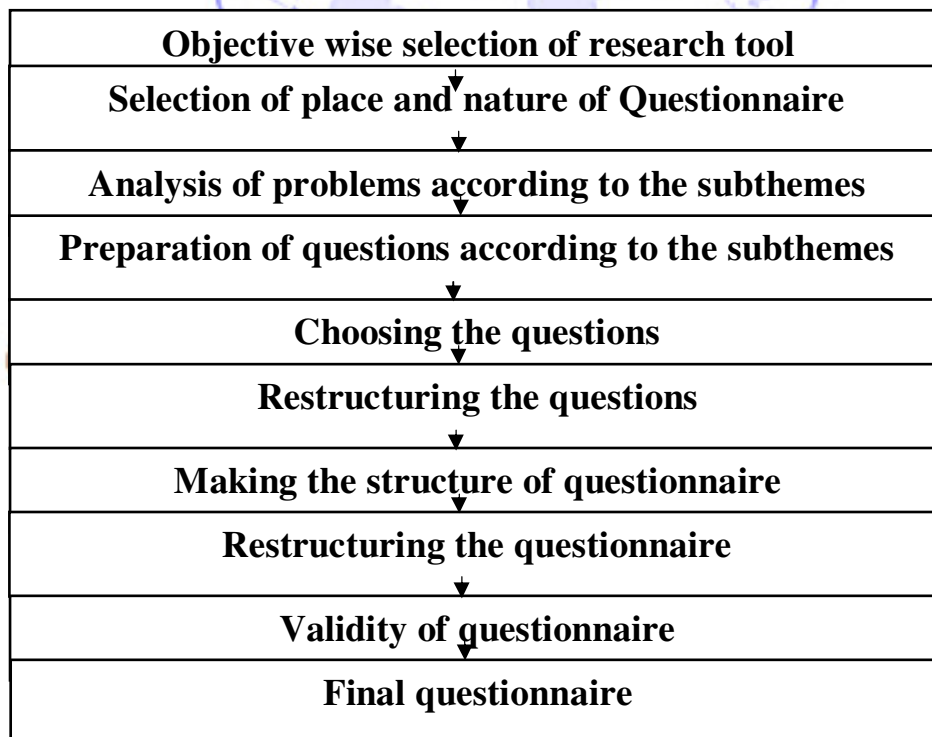 Objective wise selection of research tool
Selection of place and nature of Questionnaire
Analysis of problems according to the subthemes
Preparation of questions according to the subthemes
Choosing the questions
Restructuring the questions
Making the structure of questionnaire
Restructuring the questionnaire
Validity of questionnaire
Final questionnaire